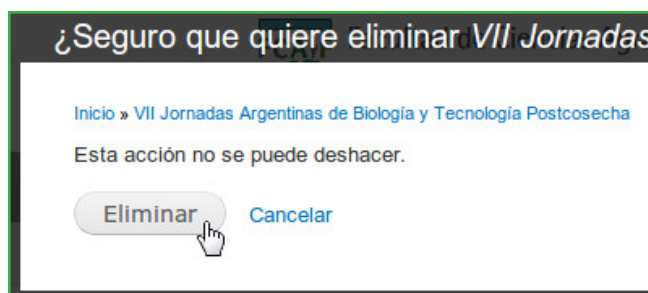 ¿Seguro que quiere eliminar VII Jornadas
Inicio » VII Jornadas Argentinas de Biología y Tecnología Postcosecha
Esta acción no se puede deshacer.
Eliminar Cancelar